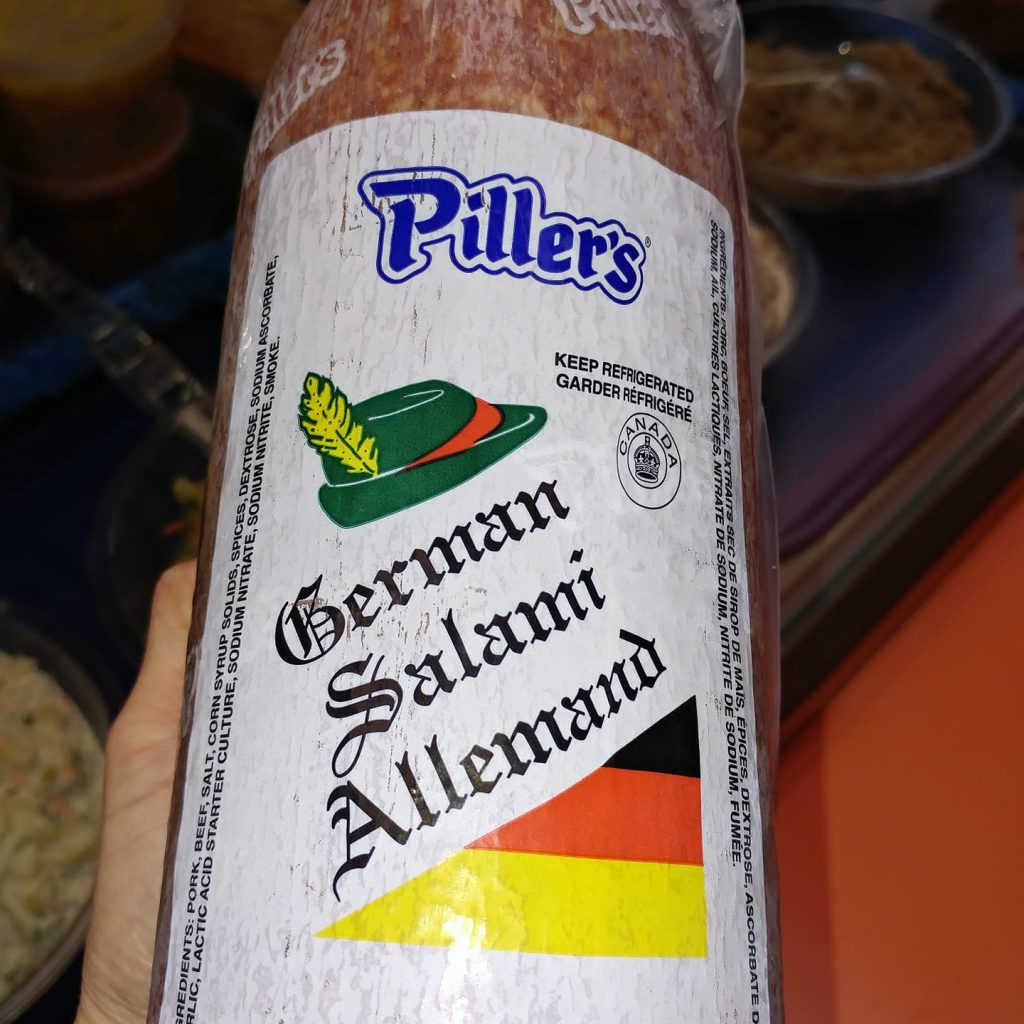 Piller's
KEEP REFRIGERATED
GARDER RÉFRIGÉRÉ
CANADA
German
Salami
Allemand
INGREDIENTS: PORK, BEEF, SALT, CORN SYRUP SOLIDS, SPICES, DEXTROSE, SODIUM ASCORBATE,
GARLIC, LACTIC ACID STARTER CULTURE, SODIUM NITRATE, SODIUM NITRITE, SMOKE.
INGRÉDIENTS: PORC, BOEUF, SEL, EXTRAITS SEC DE SIROP DE MAÏS, ÉPICES, DEXTROSE, ASCORBATE DE
SODIUM, AIL, CULTURES LACTIQUES, NITRATE DE SODIUM, NITRITE DE SODIUM, FUMÉE.